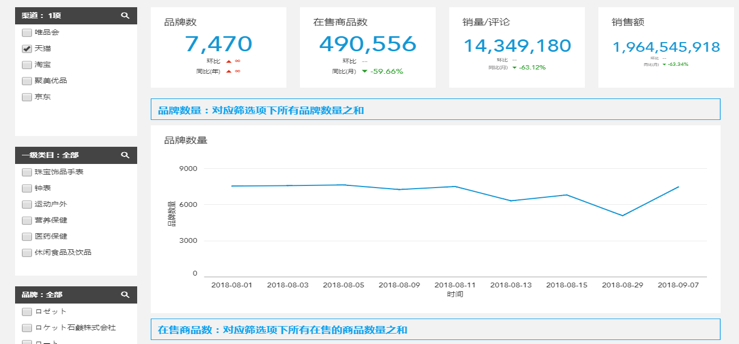 渠道：1项
唯品会
天猫
淘宝
聚美优品
京东
一级类目：全部
珠宝饰品手表
钟表
运动户外
营养保健
医药保健
休闲食品及饮品
品牌：全部
ロゼット
ロケット石鹸株式会社
品牌数
7,470
环比 ▲ ∞
同比(年) ▲ ∞
在售商品数
490,556
环比 ---
同比(月) ▼ -59.66%
销量/评论
14,349,180
环比 ---
同比(月) ▼ -63.12%
销售额
1,964,545,918
环比 ---
同比(月) ▼ -63.34%
品牌数量：对应筛选项下所有品牌数量之和
品牌数量
9000
6000
3000
0
品牌数量
2018-08-01 2018-08-03 2018-08-05 2018-08-09 2018-08-11 2018-08-13 2018-08-15 2018-08-29 2018-09-07
时间
在售商品数：对应筛选项下所有在售的商品数量之和